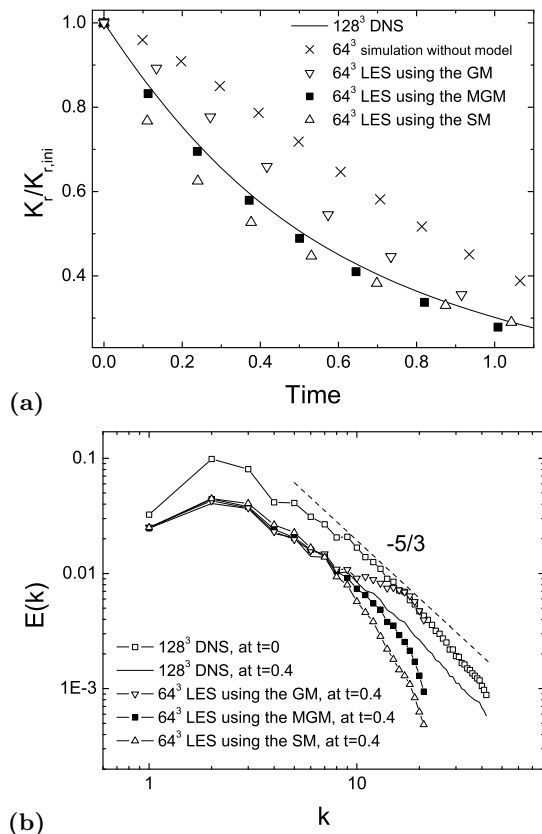 128³ DNS
64³ simulation without model
64³ LES using the GM
64³ LES using the MGM
64³ LES using the SM
K_r/K_r,ini
1.0
0.8
0.6
0.4
0.0 0.2 0.4 0.6 0.8 1.0
Time
(a)
E(k)
0.1
0.01
1E-3
-5/3
128³ DNS, at t=0
128³ DNS, at t=0.4
64³ LES using the GM, at t=0.4
64³ LES using the MGM, at t=0.4
64³ LES using the SM, at t=0.4
1 10
k
(b)